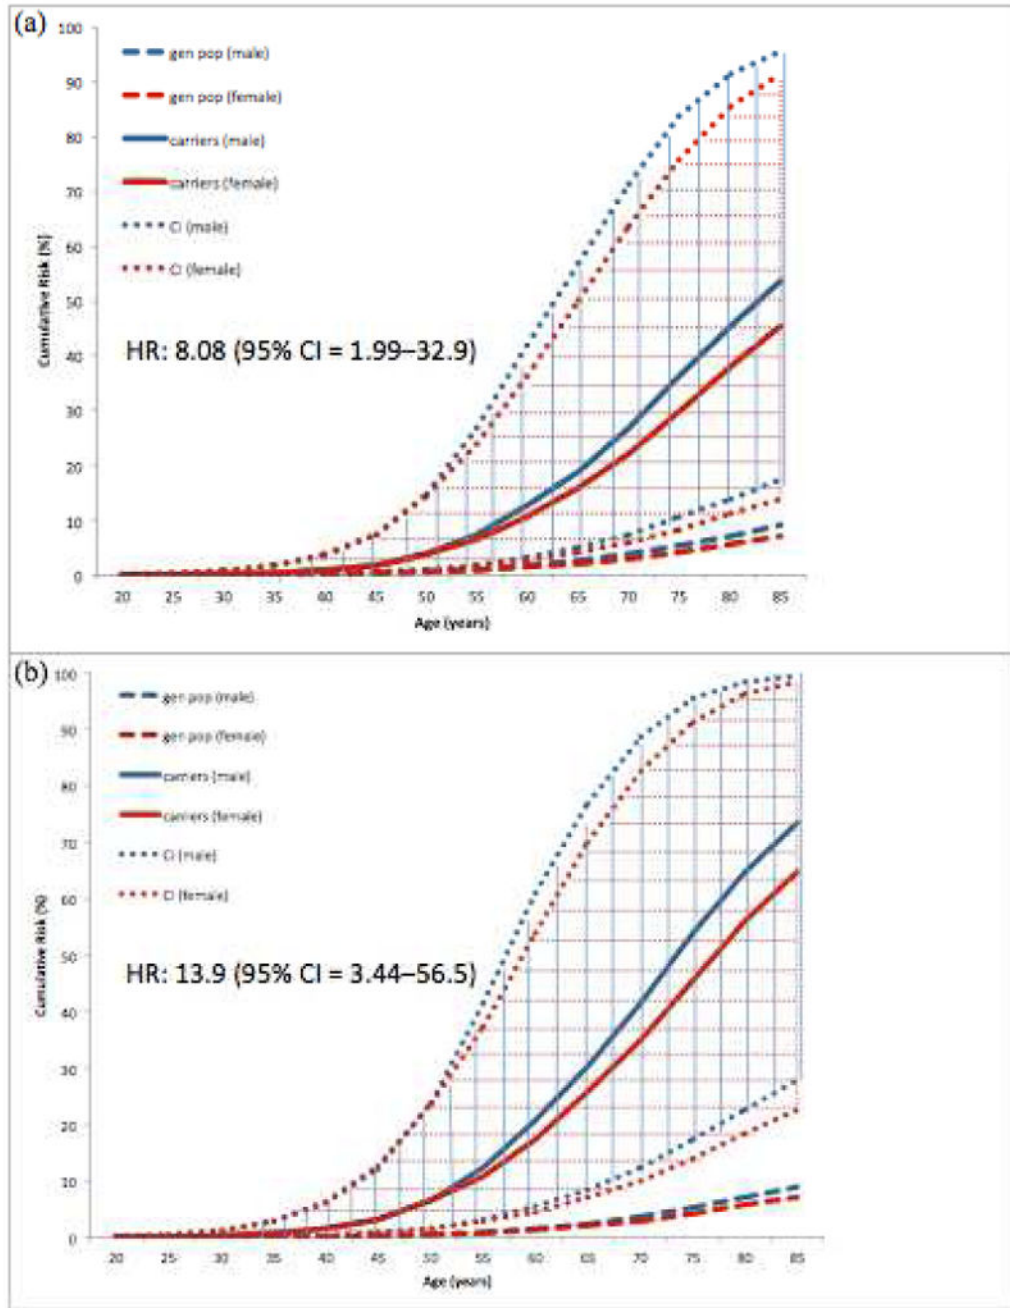 (a)
100
90
80
70
60
50
40
30
20
10
0
Cumulative Risk (%)
gen pop (male)
gen pop (female)
carriers (male)
carriers (female)
CI (male)
CI (female)
HR: 8.08 (95% CI = 1.99–32.9)
20 25 30 35 40 45 50 55 60 65 70 75 80 85
Age (years)
(b)
100
90
80
70
60
50
40
30
20
10
0
Cumulative Risk (%)
gen pop (male)
gen pop (female)
carriers (male)
carriers (female)
CI (male)
CI (female)
HR: 13.9 (95% CI = 3.44–56.5)
20 25 30 35 40 45 50 55 60 65 70 75 80 85
Age (years)